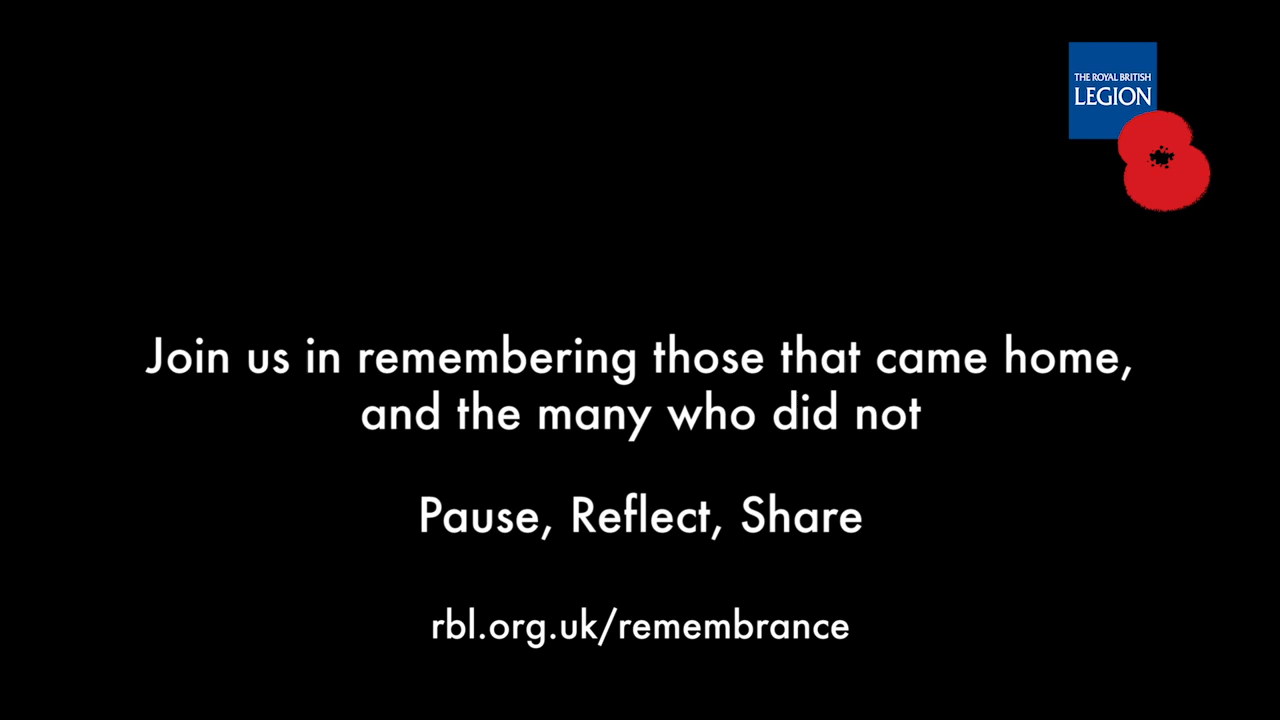 THE ROYAL BRITISH
LEGION
Join us in remembering those that came home,
and the many who did not
Pause, Reflect, Share
rbl.org.uk/remembrance